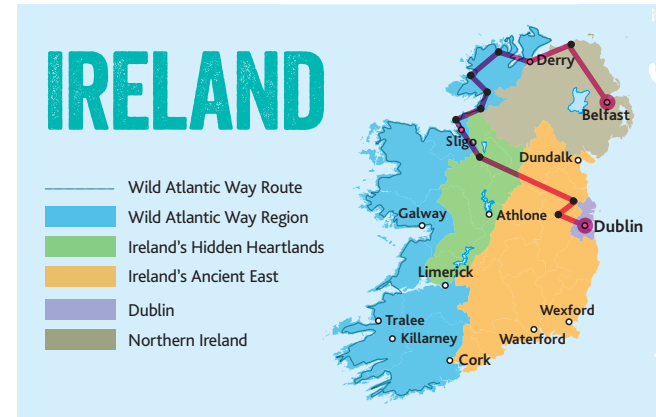 IRELAND
Wild Atlantic Way Route
Wild Atlantic Way Region
Ireland's Hidden Heartlands
Ireland's Ancient East
Dublin
Northern Ireland
Derry
Belfast
Sligo
Dundalk
Galway
Athlone
Dublin
Limerick
Wexford
Tralee
Killarney
Waterford
Cork